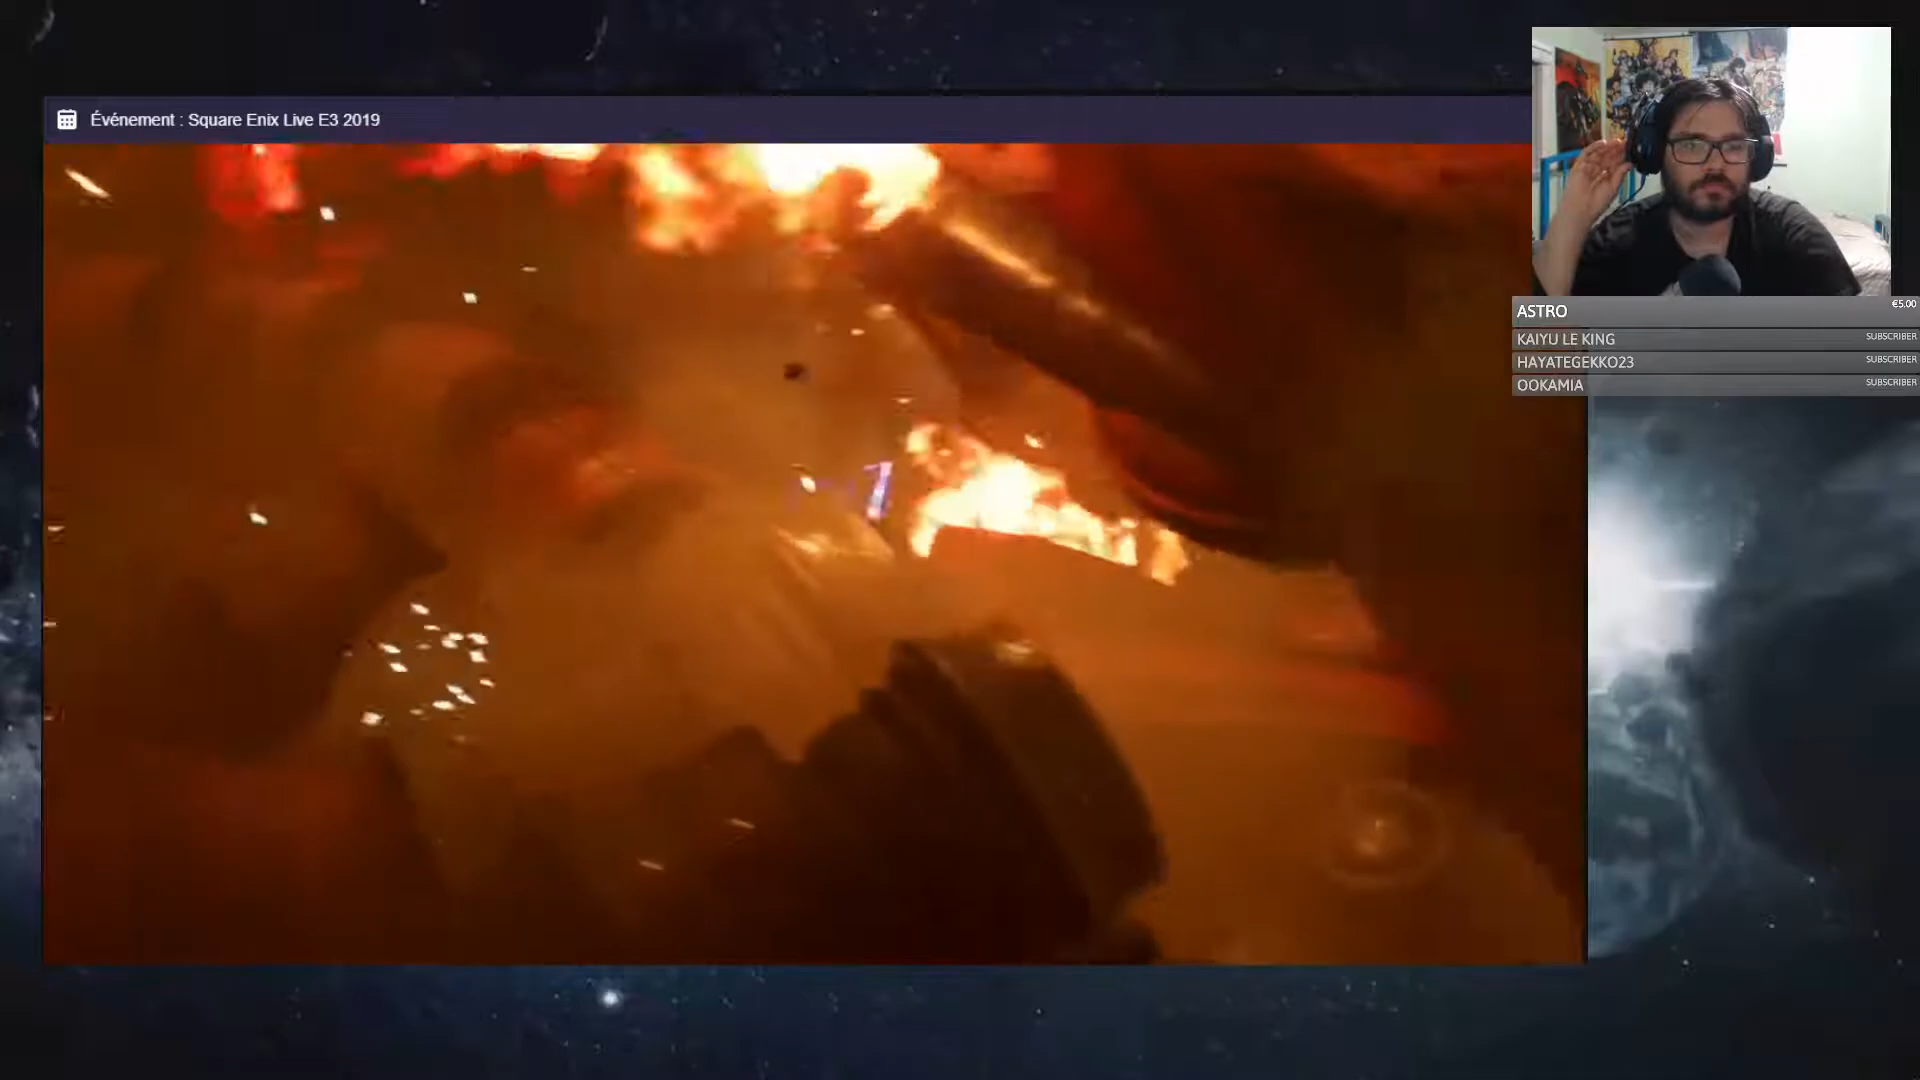 Événement : Square Enix Live E3 2019
ASTRO €5.00
KAIYU LE KING SUBSCRIBER
HAYATEGEKKO23 SUBSCRIBER
OOKAMIA SUBSCRIBER